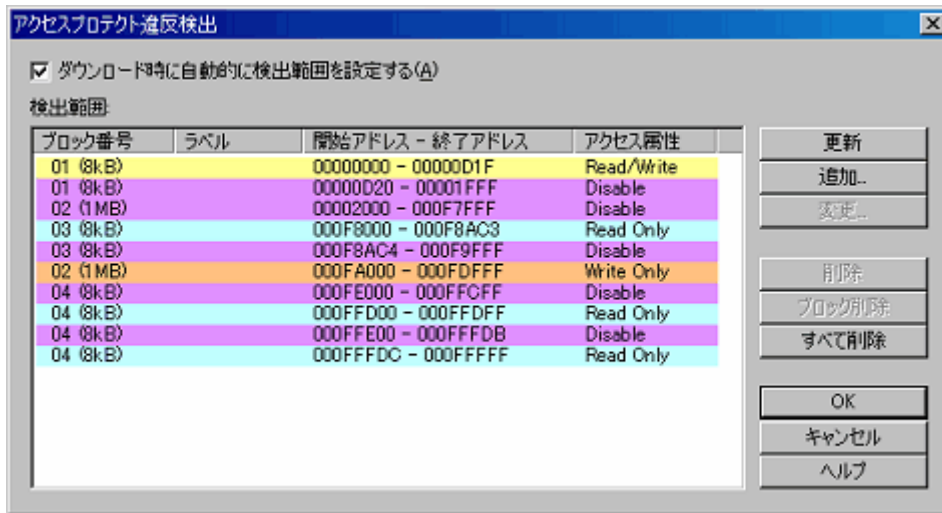 アクセスプロテクト違反検出
ダウンロード時に自動的に検出範囲を設定する(A)
検出範囲:
ブロック番号 ラベル 開始アドレス - 終了アドレス アクセス属性
01 (8kB) 00000000 - 00000D1F Read/Write
01 (8kB) 00000D20 - 00001FFF Disable
02 (1MB) 00002000 - 000F7FFF Disable
03 (8kB) 000F8000 - 000F8AC3 Read Only
03 (8kB) 000F8AC4 - 000F9FFF Disable
02 (1MB) 000FA000 - 000FDFFF Write Only
04 (8kB) 000FE000 - 000FFCFF Disable
04 (8kB) 000FFD00 - 000FFDFF Read Only
04 (8kB) 000FFE00 - 000FFFDB Disable
04 (8kB) 000FFFDC - 000FFFFF Read Only
更新
追加...
変更...
削除
ブロック削除
すべて削除
OK
キャンセル
ヘルプ